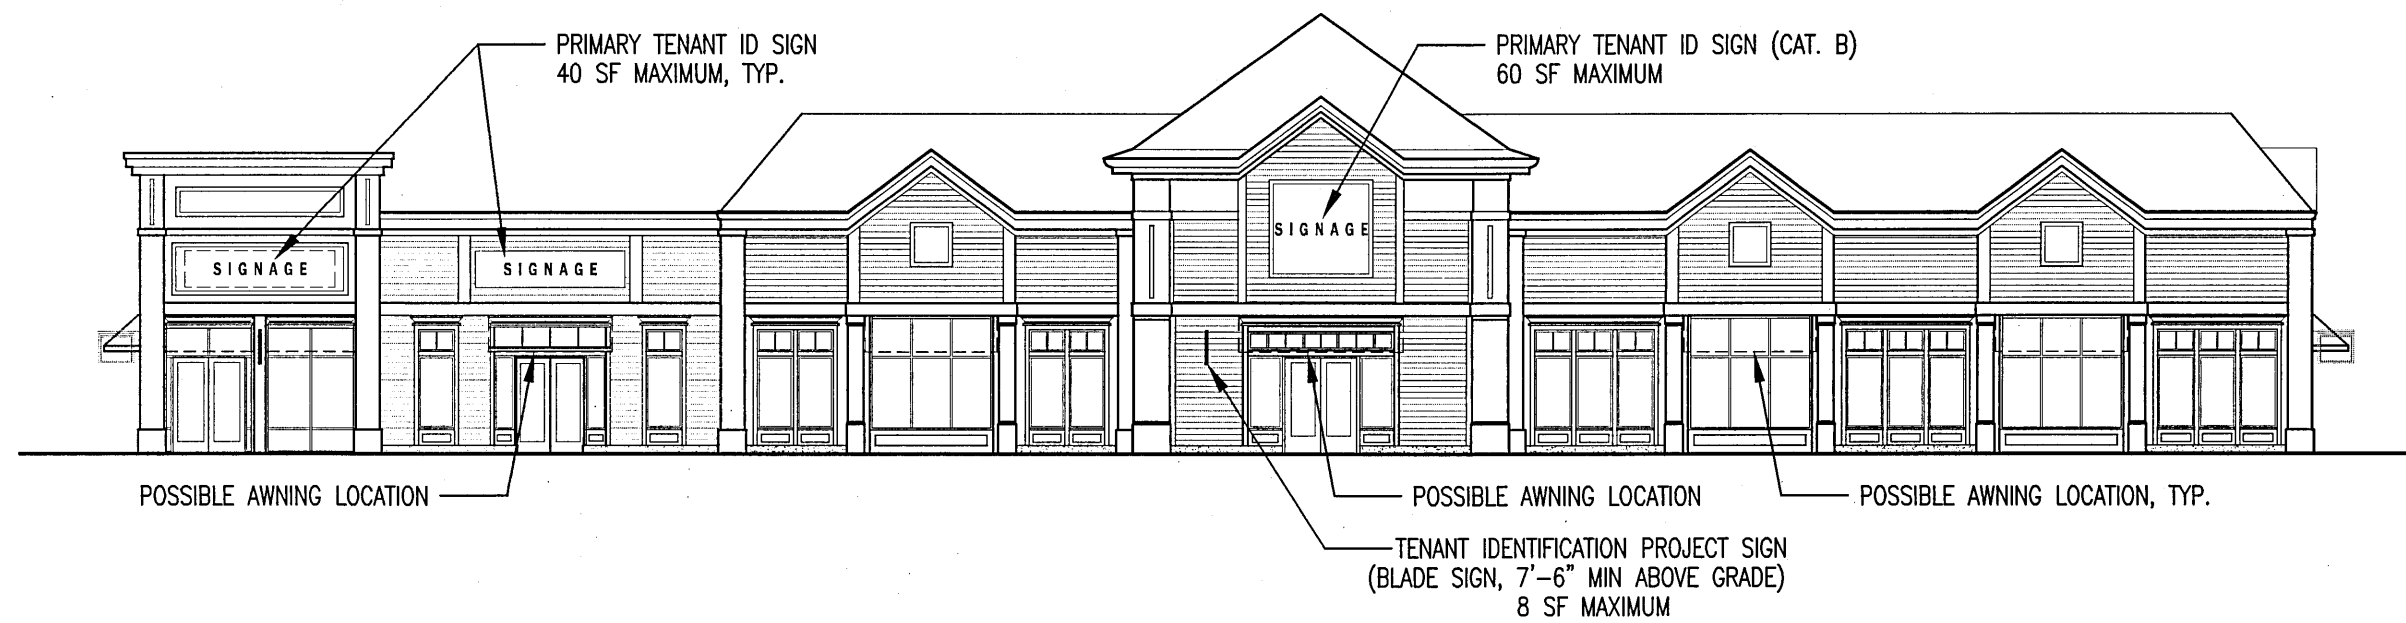 PRIMARY TENANT ID SIGN
40 SF MAXIMUM, TYP.
PRIMARY TENANT ID SIGN (CAT. B)
60 SF MAXIMUM
SIGNAGE
SIGNAGE
SIGNAGE
POSSIBLE AWNING LOCATION
POSSIBLE AWNING LOCATION
POSSIBLE AWNING LOCATION, TYP.
TENANT IDENTIFICATION PROJECT SIGN
(BLADE SIGN, 7'-6" MIN ABOVE GRADE)
8 SF MAXIMUM